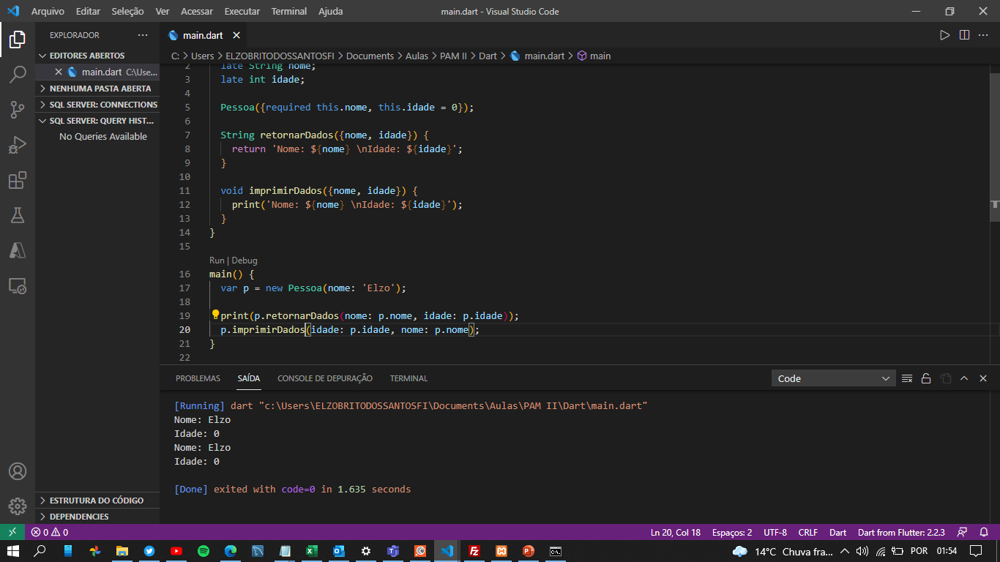 Arquivo Editar Seleção Ver Acessar Executar Terminal Ajuda main.dart - Visual Studio Code
EXPLORADOR ···
main.dart
EDITORES ABERTOS
main.dart C:\Use...
NENHUMA PASTA ABERTA
SQL SERVER: CONNECTIONS
SQL SERVER: QUERY HIST...
No Queries Available
ESTRUTURA DO CÓDIGO
DEPENDENCIES
C: > Users > ELZOBRITODOSSANTOSFI > Documents > Aulas > PAM II > Dart > main.dart > main
2 late String nome;
3 late int idade;
4
5 Pessoa({required this.nome, this.idade = 0});
6
7 String retornarDados({nome, idade}) {
8 return 'Nome: ${nome} \nIdade: ${idade}';
9 }
10
11 void imprimirDados({nome, idade}) {
12 print('Nome: ${nome} \nIdade: ${idade}');
13 }
14 }
15
Run | Debug
16 main() {
17 var p = new Pessoa(nome: 'Elzo');
18
19 print(p.retornarDados(nome: p.nome, idade: p.idade));
20 p.imprimirDados(idade: p.idade, nome: p.nome);
21 }
22
PROBLEMAS SAÍDA CONSOLE DE DEPURAÇÃO TERMINAL Code
[Running] dart "c:\Users\ELZOBRITODOSSANTOSFI\Documents\Aulas\PAM II\Dart\main.dart"
Nome: Elzo
Idade: 0
Nome: Elzo
Idade: 0
[Done] exited with code=0 in 1.635 seconds
0 0 Ln 20, Col 18 Espaços: 2 UTF-8 CRLF Dart Dart from Flutter: 2.2.3
14°C Chuva fra... POR 01:54